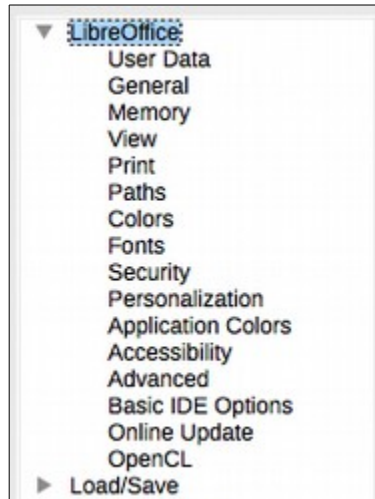 LibreOffice
User Data
General
Memory
View
Print
Paths
Colors
Fonts
Security
Personalization
Application Colors
Accessibility
Advanced
Basic IDE Options
Online Update
OpenCL
Load/Save